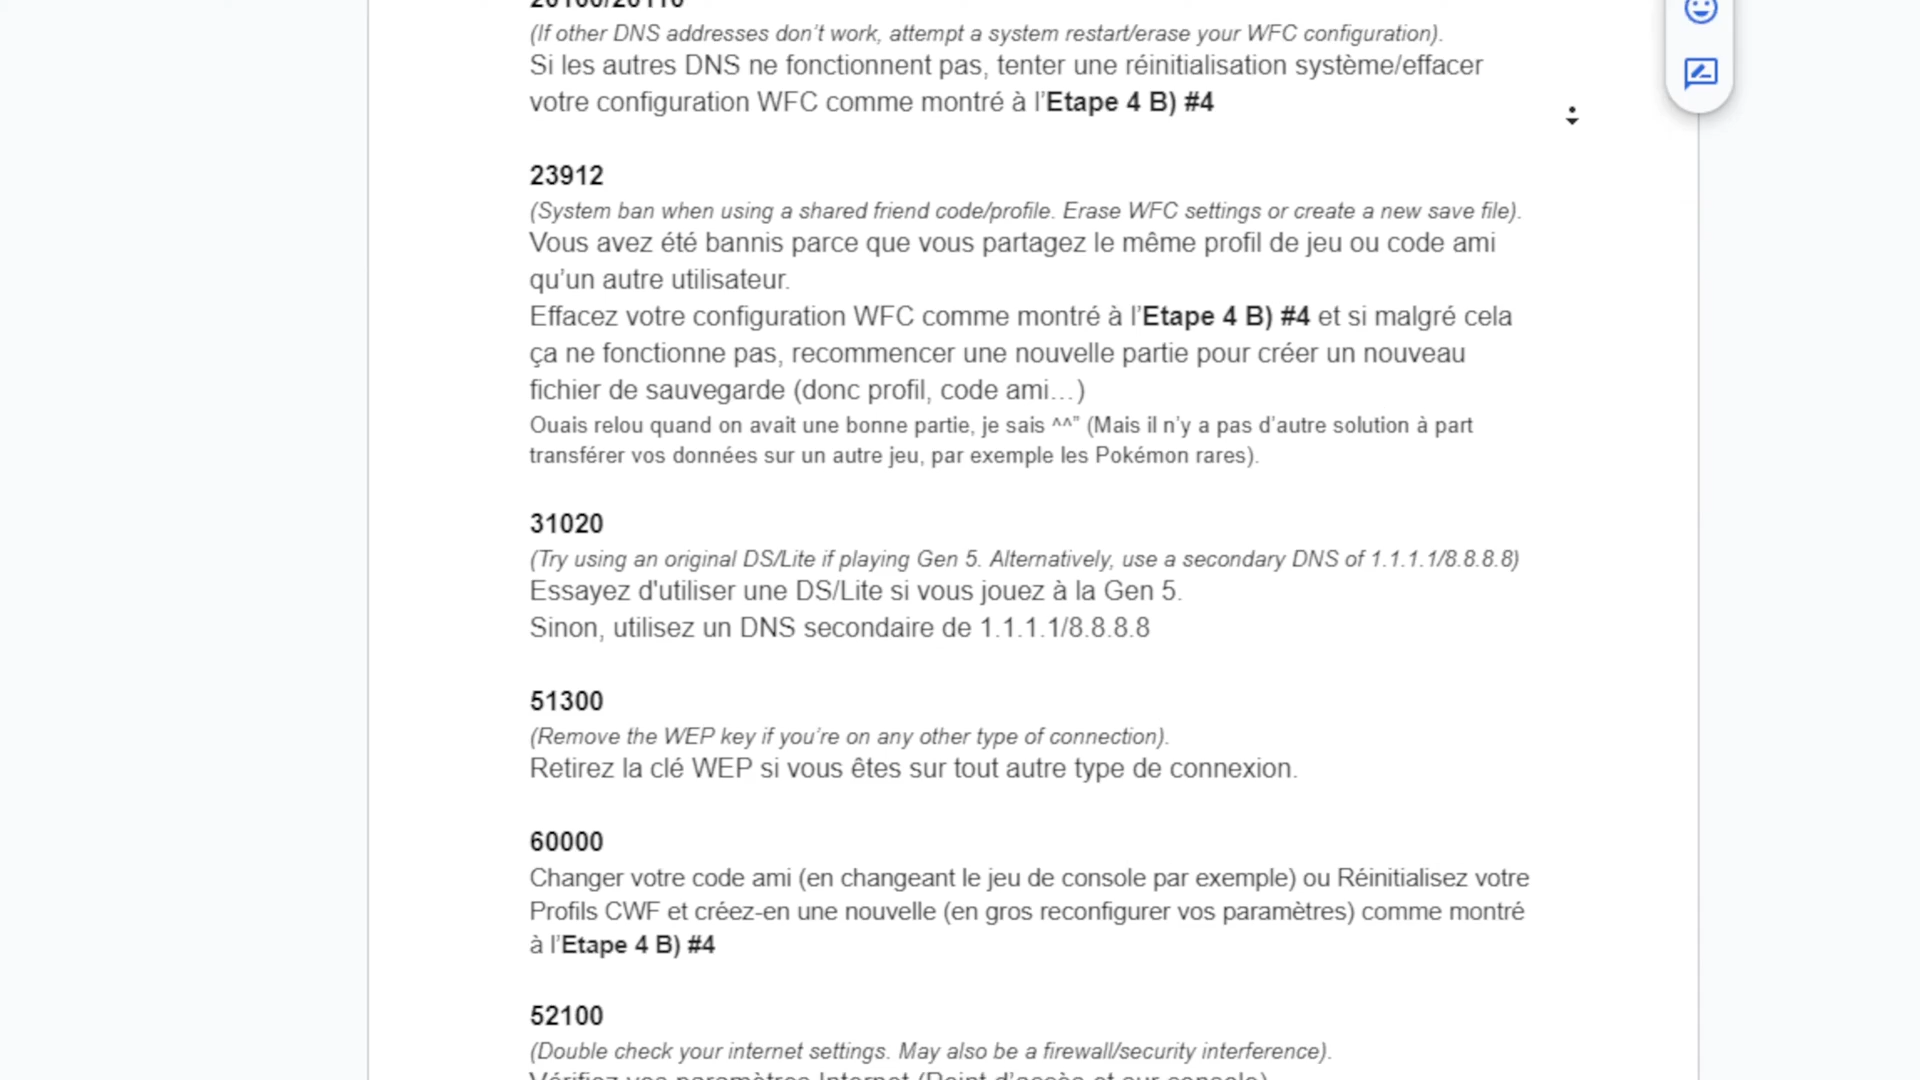 20100/20110
(If other DNS addresses don’t work, attempt a system restart/erase your WFC configuration).
Si les autres DNS ne fonctionnent pas, tenter une réinitialisation système/effacer
votre configuration WFC comme montré à l’Etape 4 B) #4
23912
(System ban when using a shared friend code/profile. Erase WFC settings or create a new save file).
Vous avez été bannis parce que vous partagez le même profil de jeu ou code ami
qu’un autre utilisateur.
Effacez votre configuration WFC comme montré à l’Etape 4 B) #4 et si malgré cela
ça ne fonctionne pas, recommencer une nouvelle partie pour créer un nouveau
fichier de sauvegarde (donc profil, code ami…)
Ouais relou quand on avait une bonne partie, je sais ^^” (Mais il n’y a pas d’autre solution à part
transférer vos données sur un autre jeu, par exemple les Pokémon rares).
31020
(Try using an original DS/Lite if playing Gen 5. Alternatively, use a secondary DNS of 1.1.1.1/8.8.8.8)
Essayez d'utiliser une DS/Lite si vous jouez à la Gen 5.
Sinon, utilisez un DNS secondaire de 1.1.1.1/8.8.8.8
51300
(Remove the WEP key if you’re on any other type of connection).
Retirez la clé WEP si vous êtes sur tout autre type de connexion.
60000
Changer votre code ami (en changeant le jeu de console par exemple) ou Réinitialisez votre
Profils CWF et créez-en une nouvelle (en gros reconfigurer vos paramètres) comme montré
à l’Etape 4 B) #4
52100
(Double check your internet settings. May also be a firewall/security interference).
Vérifiez vos paramètres Internet (Point d’accès et sur console)